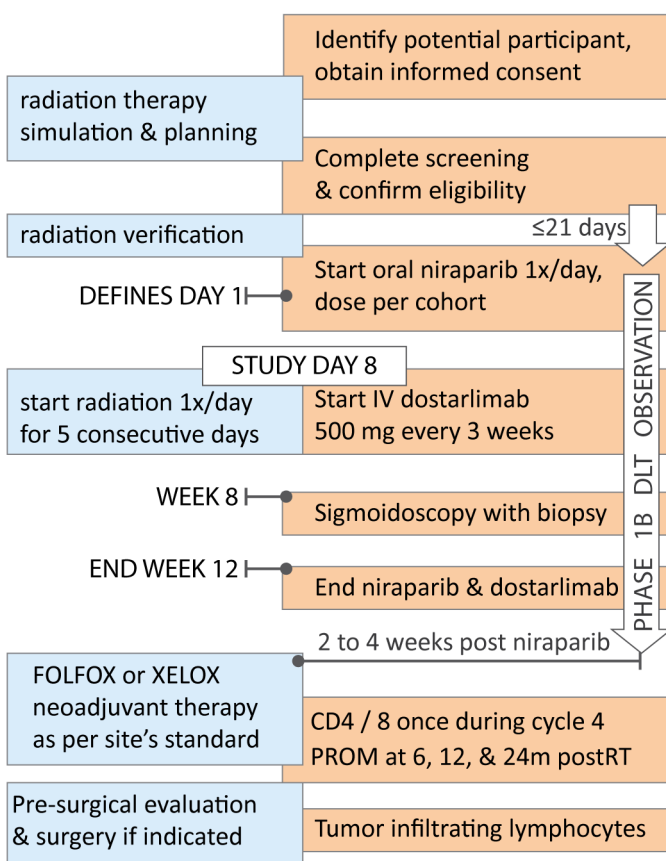 Identify potential participant,
obtain informed consent
radiation therapy
simulation & planning
Complete screening
& confirm eligibility
radiation verification
≤21 days
Start oral niraparib 1x/day,
dose per cohort
DEFINES DAY 1
STUDY DAY 8
start radiation 1x/day
for 5 consecutive days
Start IV dostarlimab
500 mg every 3 weeks
PHASE 1B DLT OBSERVATION
WEEK 8
Sigmoidoscopy with biopsy
END WEEK 12
End niraparib & dostarlimab
2 to 4 weeks post niraparib
FOLFOX or XELOX
neoadjuvant therapy
as per site's standard
CD4 / 8 once during cycle 4
PROM at 6, 12, & 24m postRT
Pre-surgical evaluation
& surgery if indicated
Tumor infiltrating lymphocytes